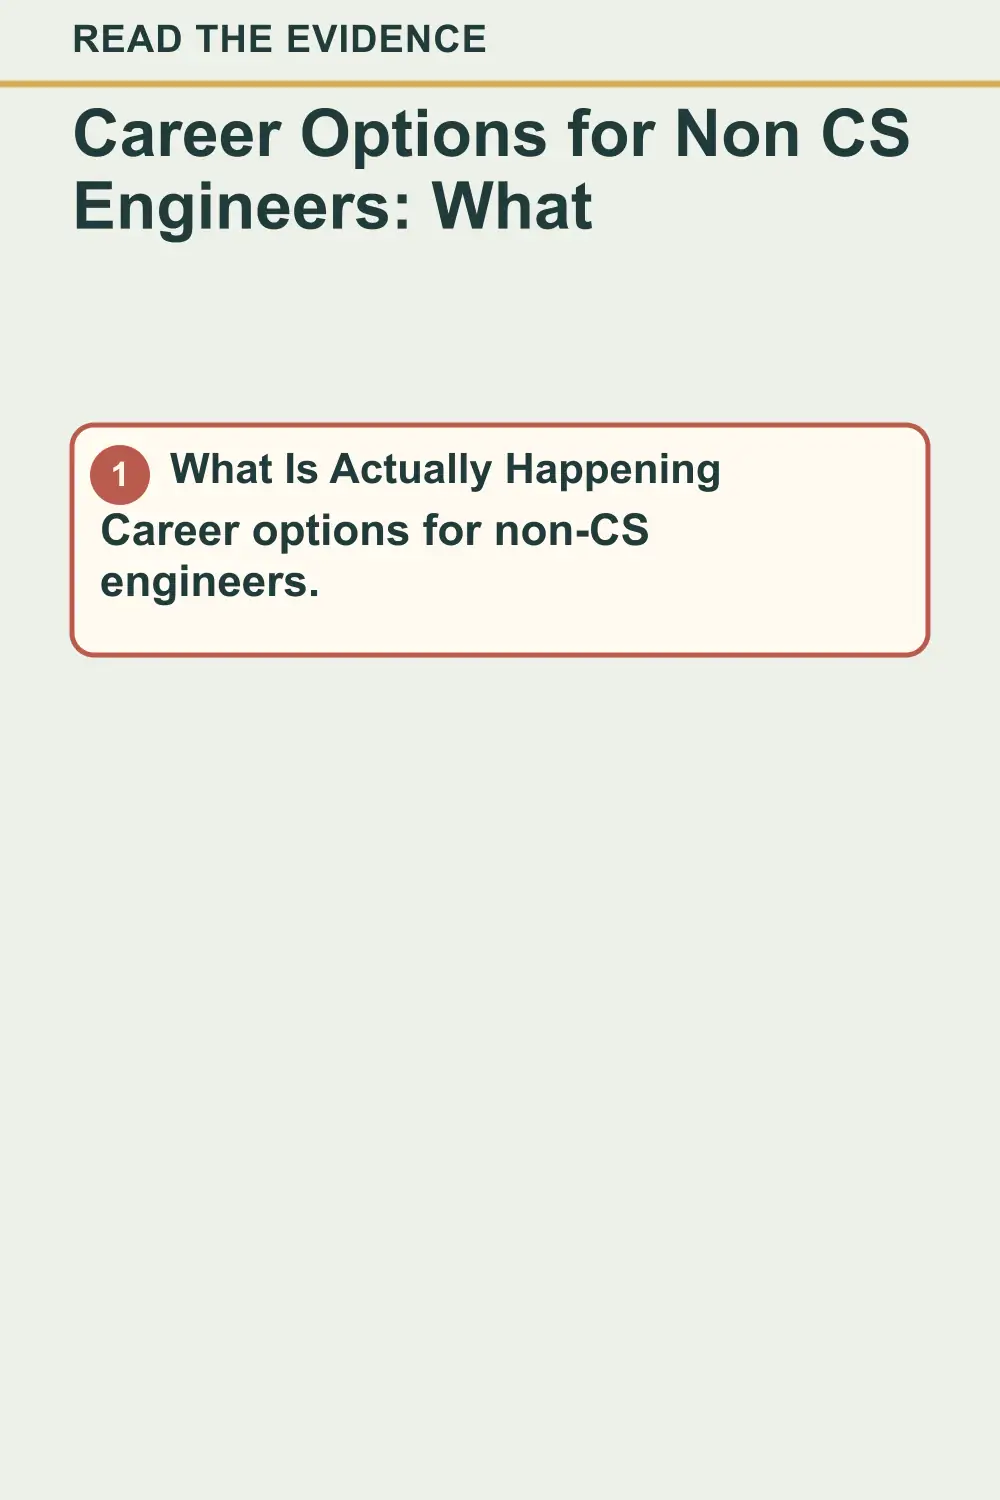 READ THE EVIDENCE
Career Options for Non CS
Engineers: What
1 What Is Actually Happening
Career options for non-CS
engineers.